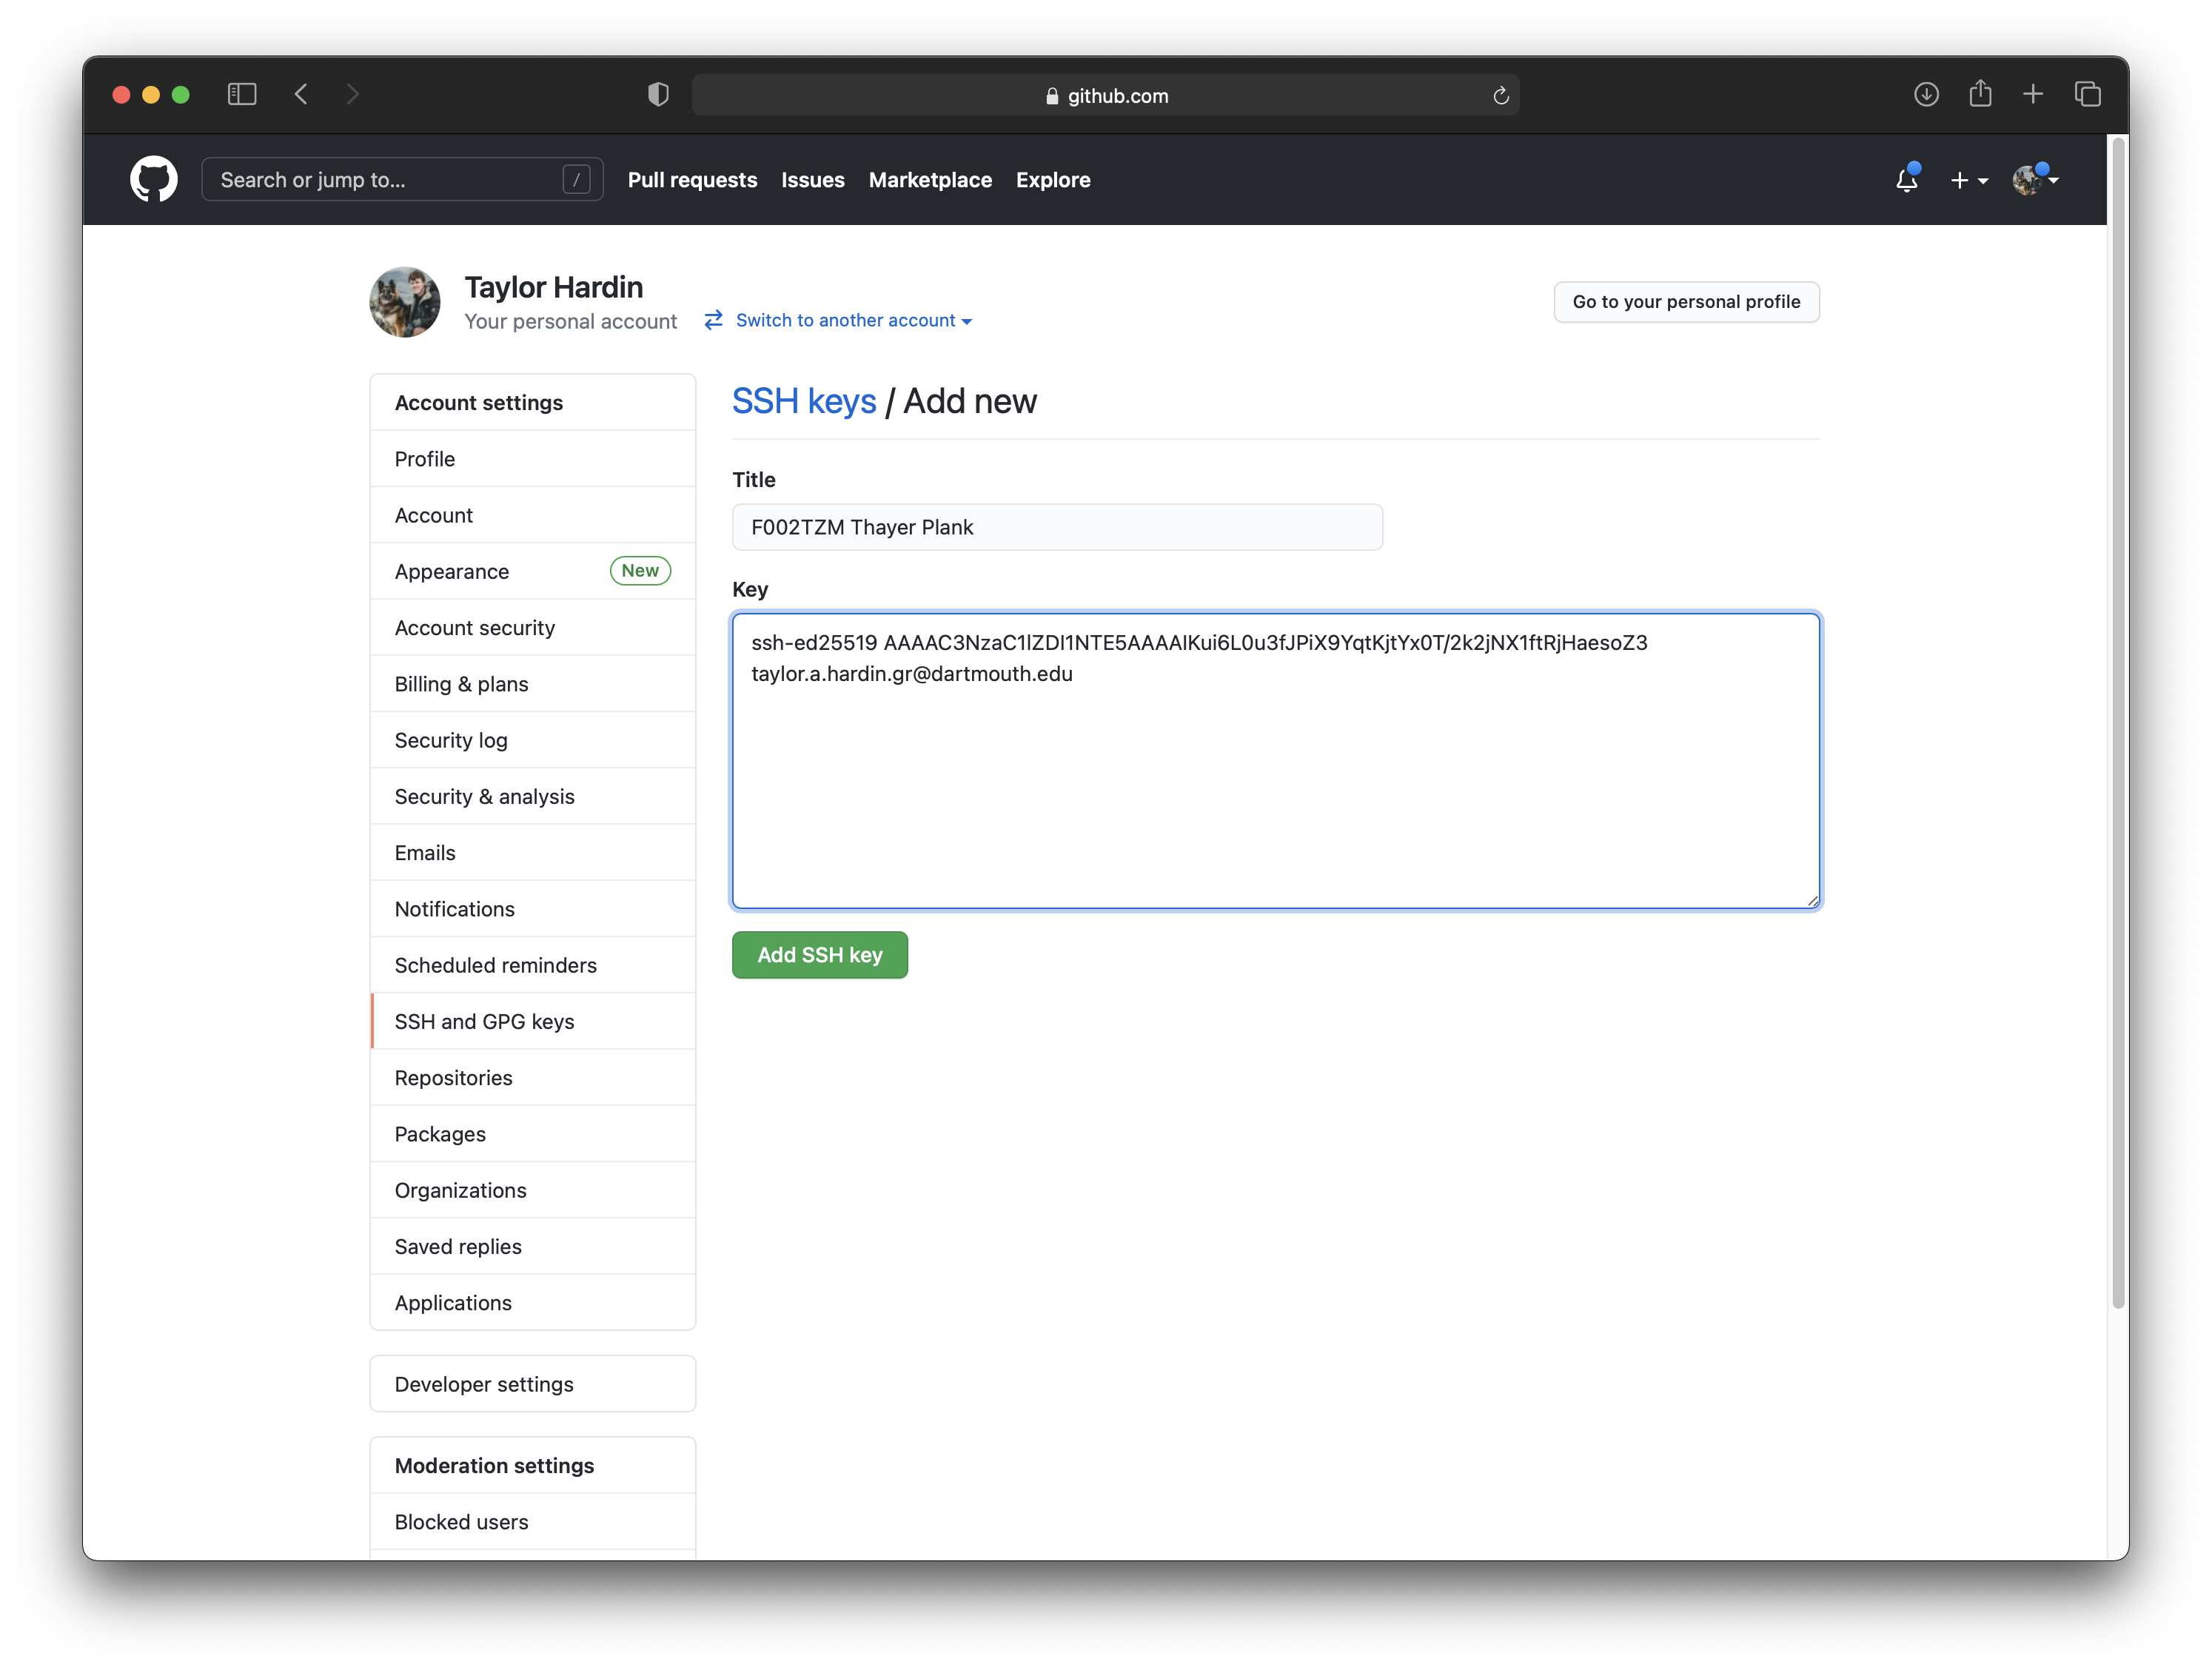 github.com
Search or jump to... /
Pull requests Issues Marketplace Explore
Taylor Hardin
Your personal account Switch to another account
Go to your personal profile
Account settings
Profile
Account
Appearance New
Account security
Billing & plans
Security log
Security & analysis
Emails
Notifications
Scheduled reminders
SSH and GPG keys
Repositories
Packages
Organizations
Saved replies
Applications
Developer settings
Moderation settings
Blocked users
SSH keys / Add new
Title
F002TZM Thayer Plank
Key
ssh-ed25519 AAAAC3NzaC1lZDI1NTE5AAAAIKui6L0u3fJPiX9YqtKjtYx0T/2k2jNX1ftRjHaesoZ3
taylor.a.hardin.gr@dartmouth.edu
Add SSH key